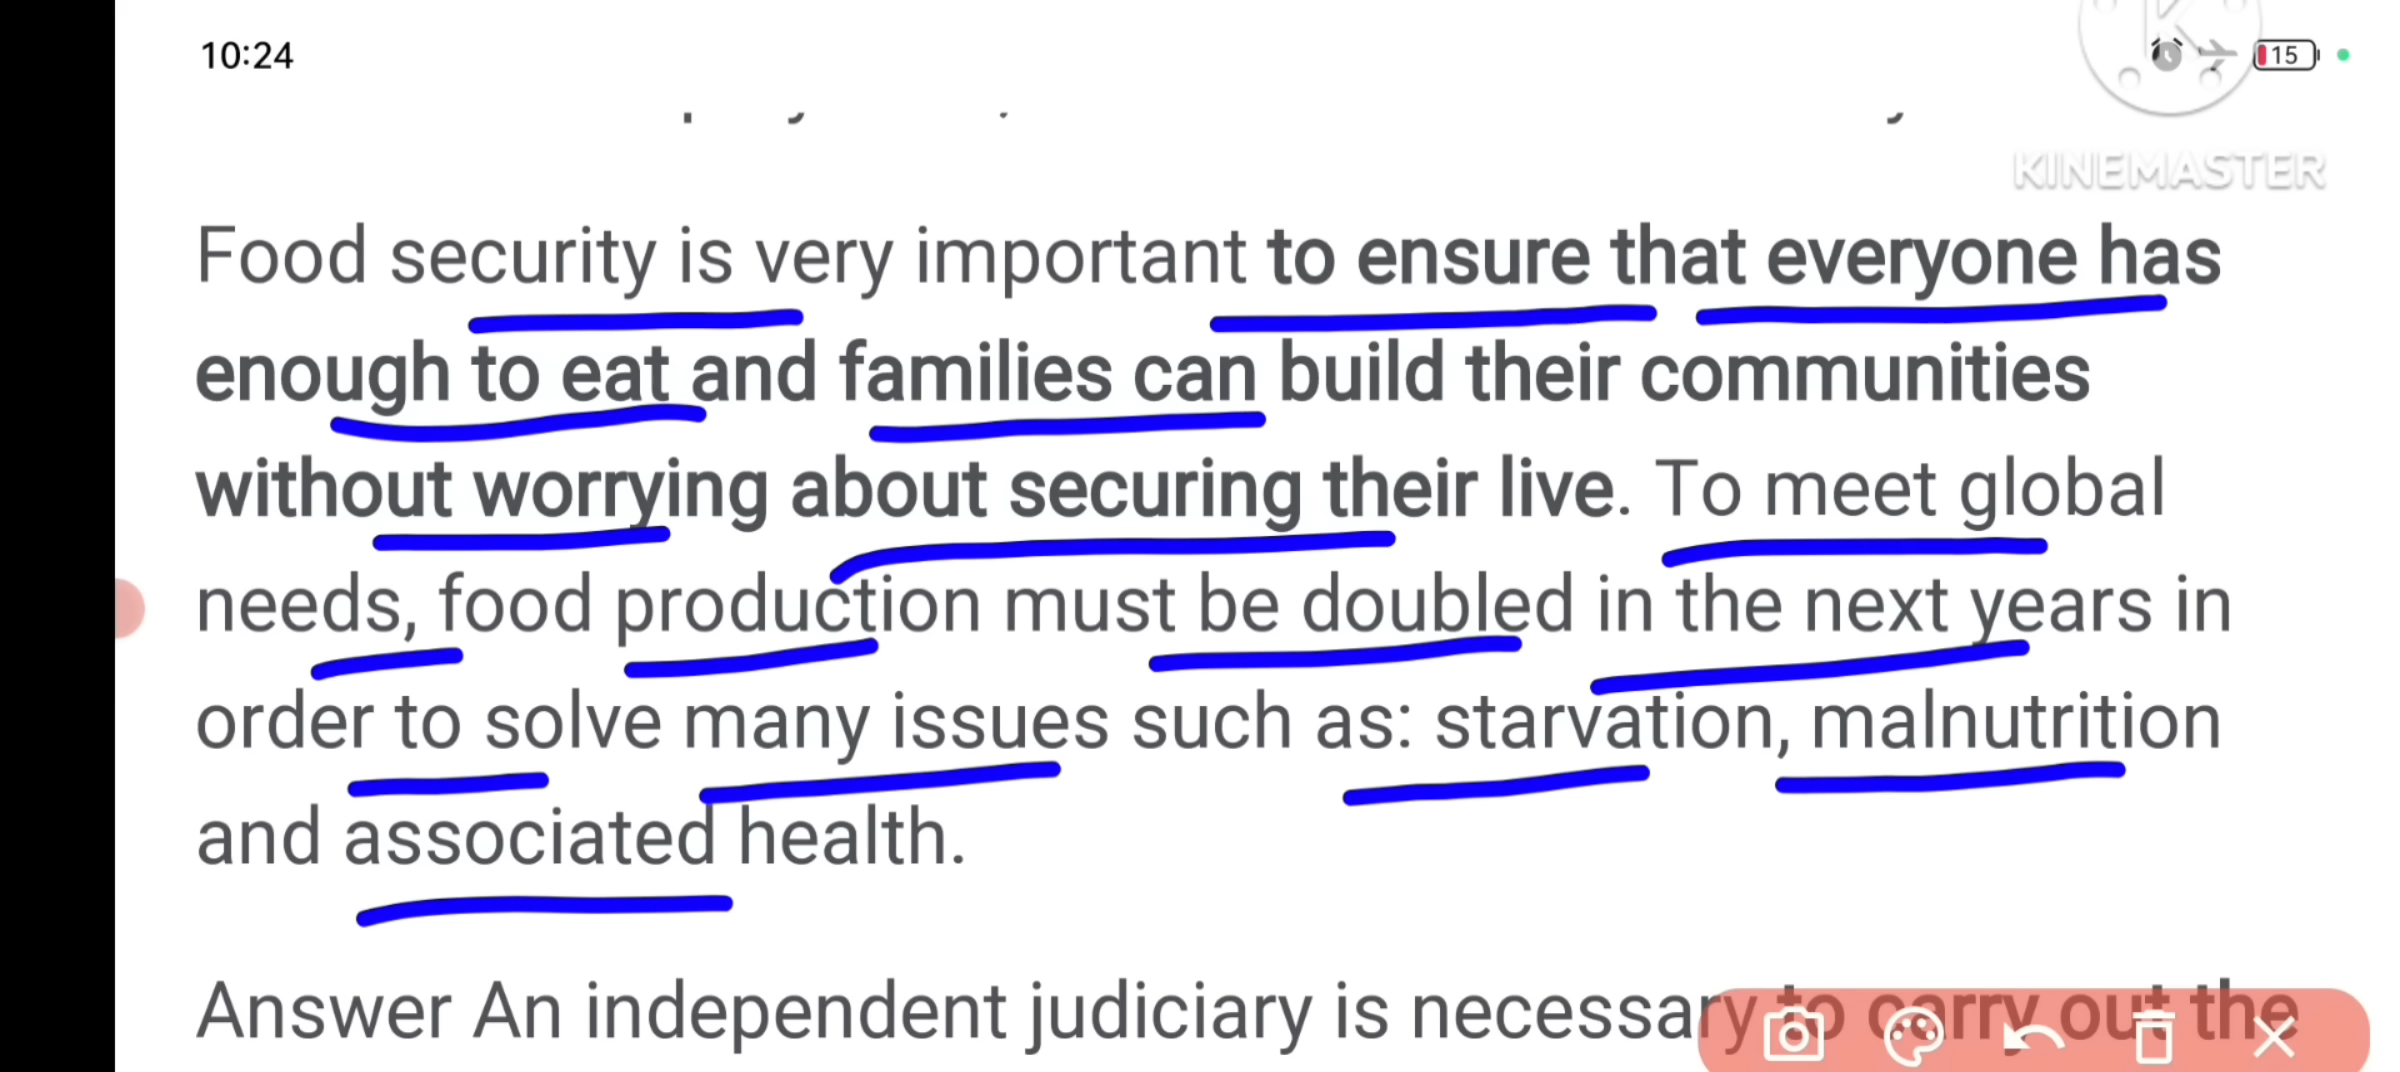 10:24
15
KINEMASTER
Food security is very important to ensure that everyone has
enough to eat and families can build their communities
without worrying about securing their live. To meet global
needs, food production must be doubled in the next years in
order to solve many issues such as: starvation, malnutrition
and associated health.
Answer An independent judiciary is necessary to carry out the